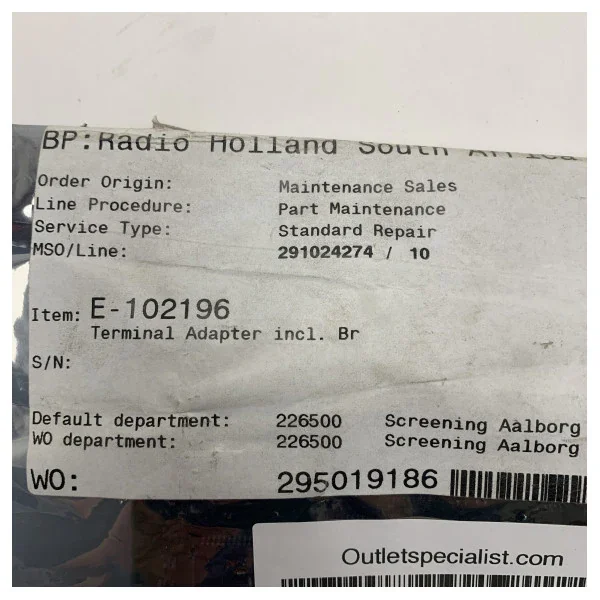 BP: Radio Holland South Africa
Order Origin: Maintenance Sales
Line Procedure: Part Maintenance
Service Type: Standard Repair
MSO/Line: 291024274 / 10
Item: E-102196
Terminal Adapter incl. Br
S/N:
Default department: 226500 Screening Aalborg
WO department: 226500 Screening Aalborg
WO: 295019186
Outletspecialist.com